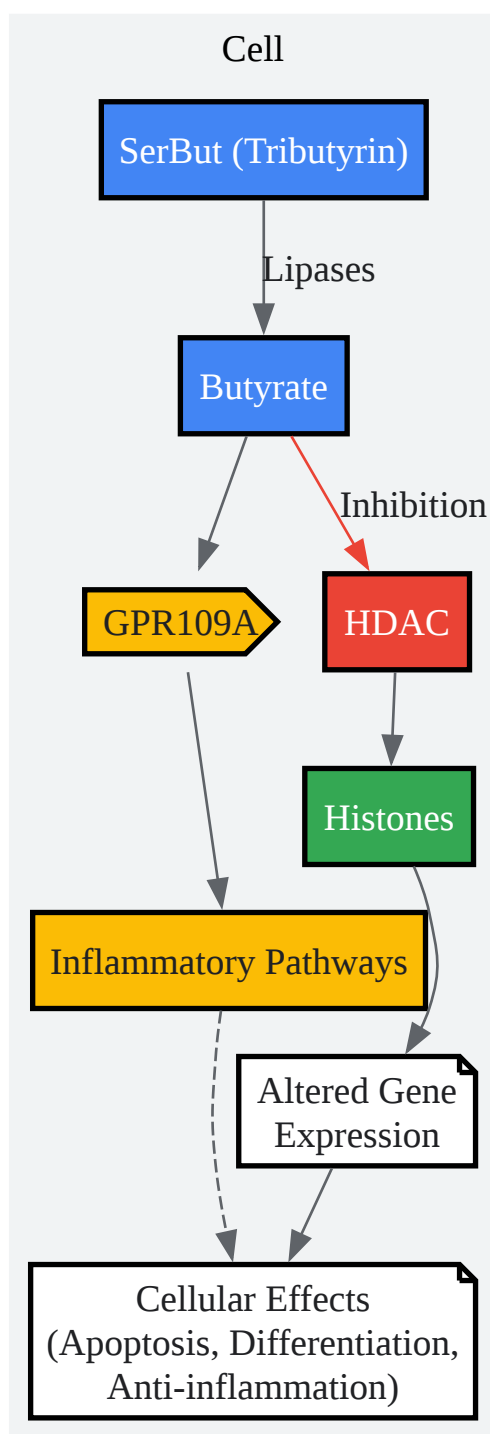 Cell
SerBut (Tributyrin)
Lipases
Butyrate
Inhibition
GPR109A
HDAC
Histones
Inflammatory Pathways
Altered Gene
Expression
Cellular Effects
(Apoptosis, Differentiation,
Anti-inflammation)